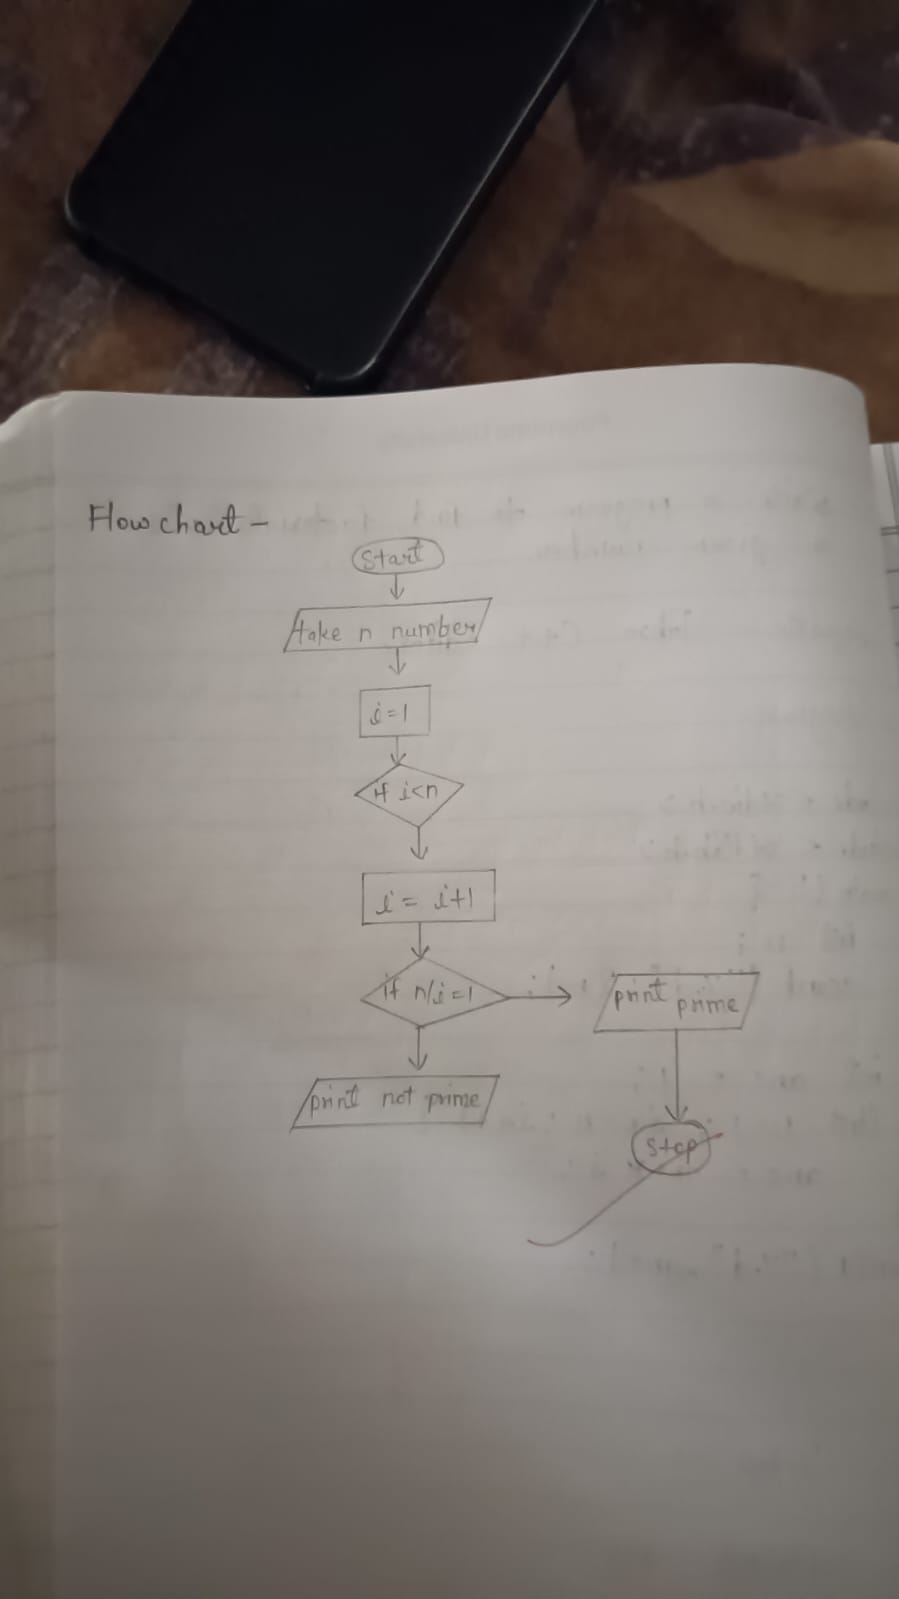 Flow chart -
Start
take n number
i=1
if i<n
i = i+1
if n/i=1
print prime
print not prime
Stop